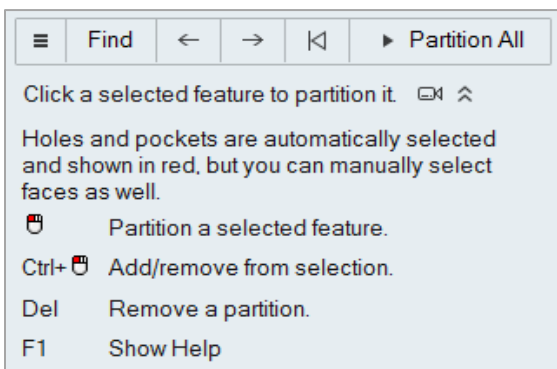 Find Partition All
Click a selected feature to partition it.
Holes and pockets are automatically selected
and shown in red, but you can manually select
faces as well.
Partition a selected feature.
Ctrl+ Add/remove from selection.
Del Remove a partition.
F1 Show Help